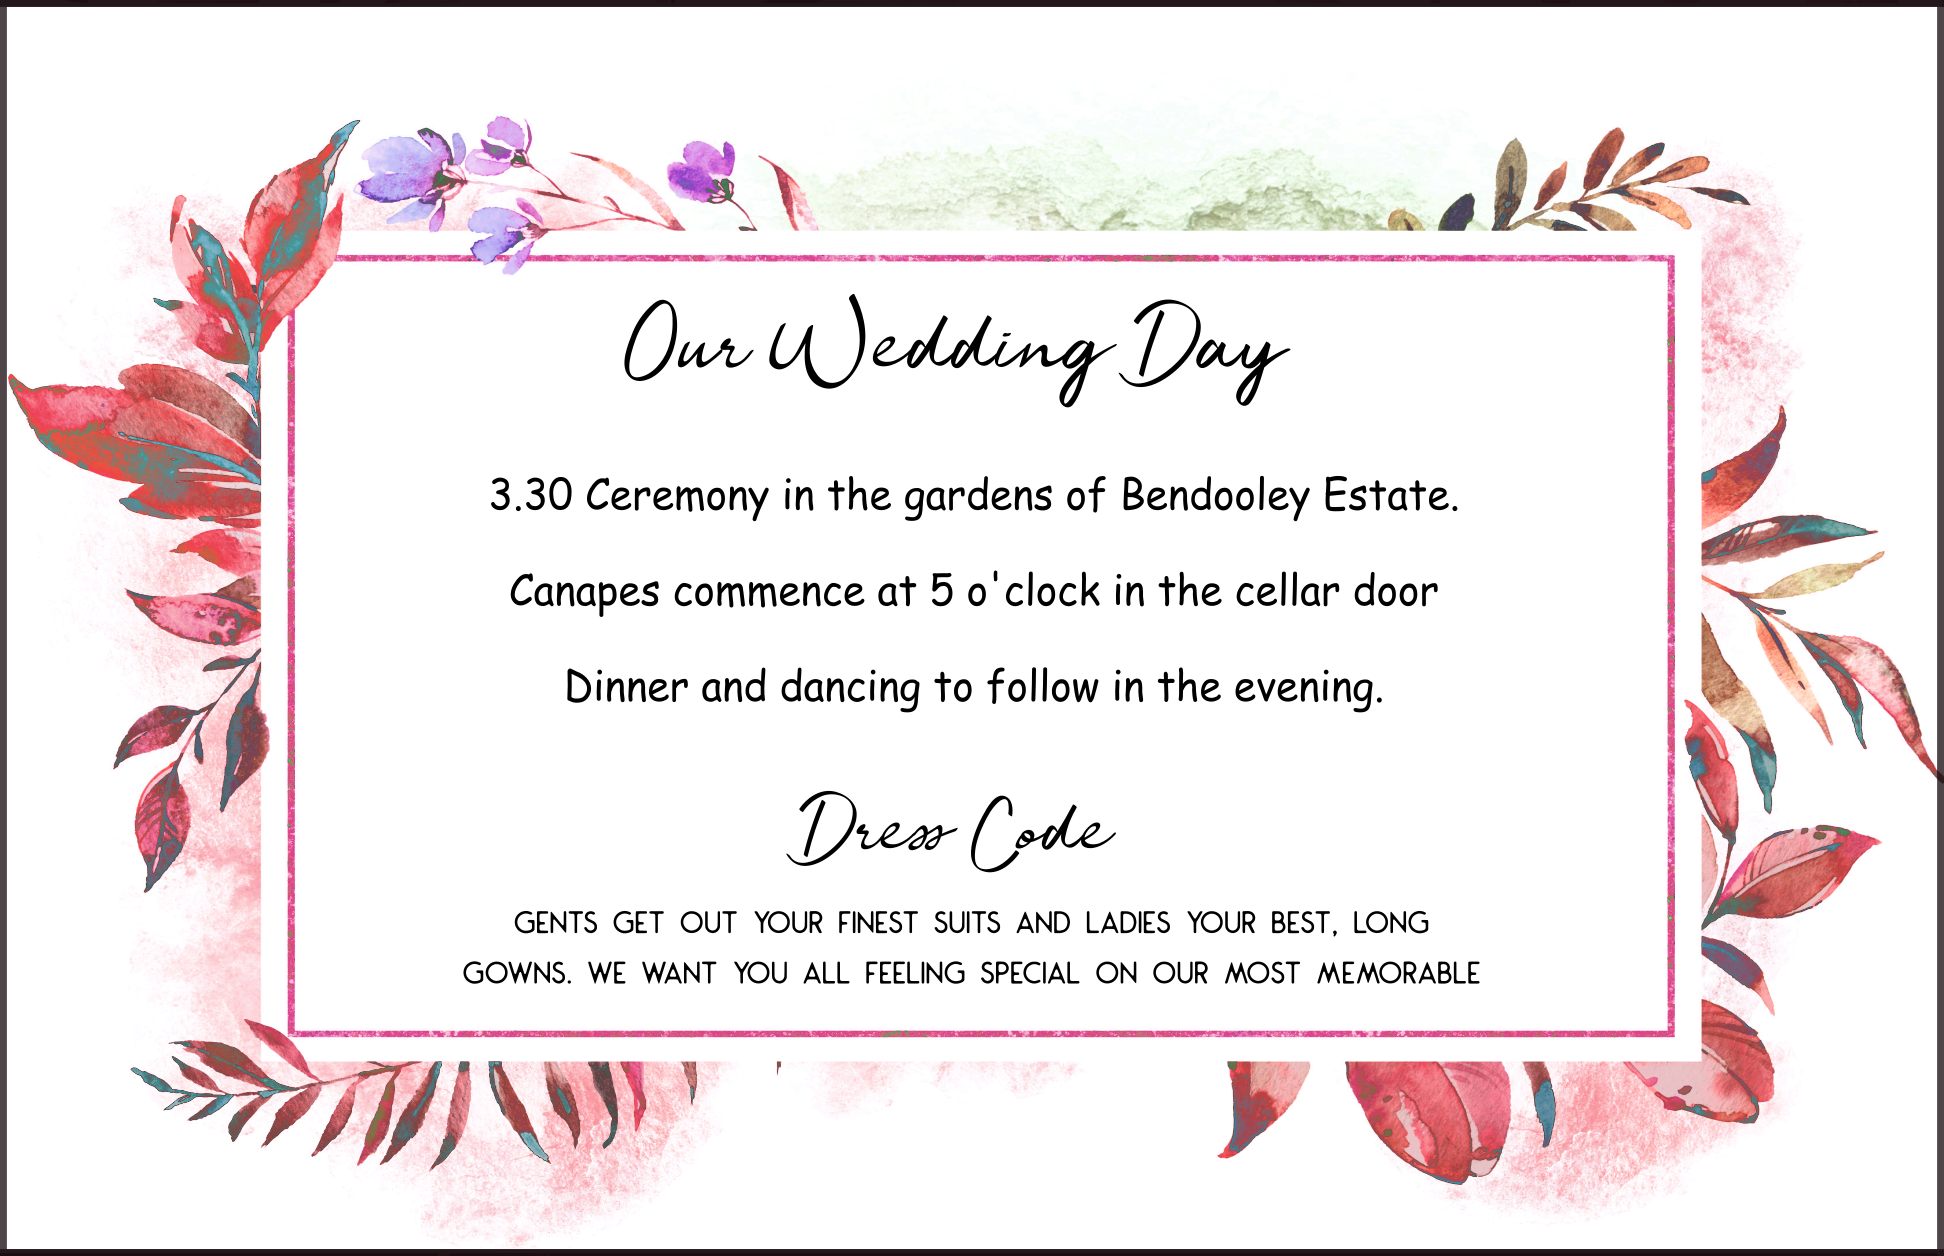 Our Wedding Day
3.30 Ceremony in the gardens of Bendooley Estate.
Canapes commence at 5 o'clock in the cellar door
Dinner and dancing to follow in the evening.
Dress Code
GENTS GET OUT YOUR FINEST SUITS AND LADIES YOUR BEST, LONG
GOWNS. WE WANT YOU ALL FEELING SPECIAL ON OUR MOST MEMORABLE